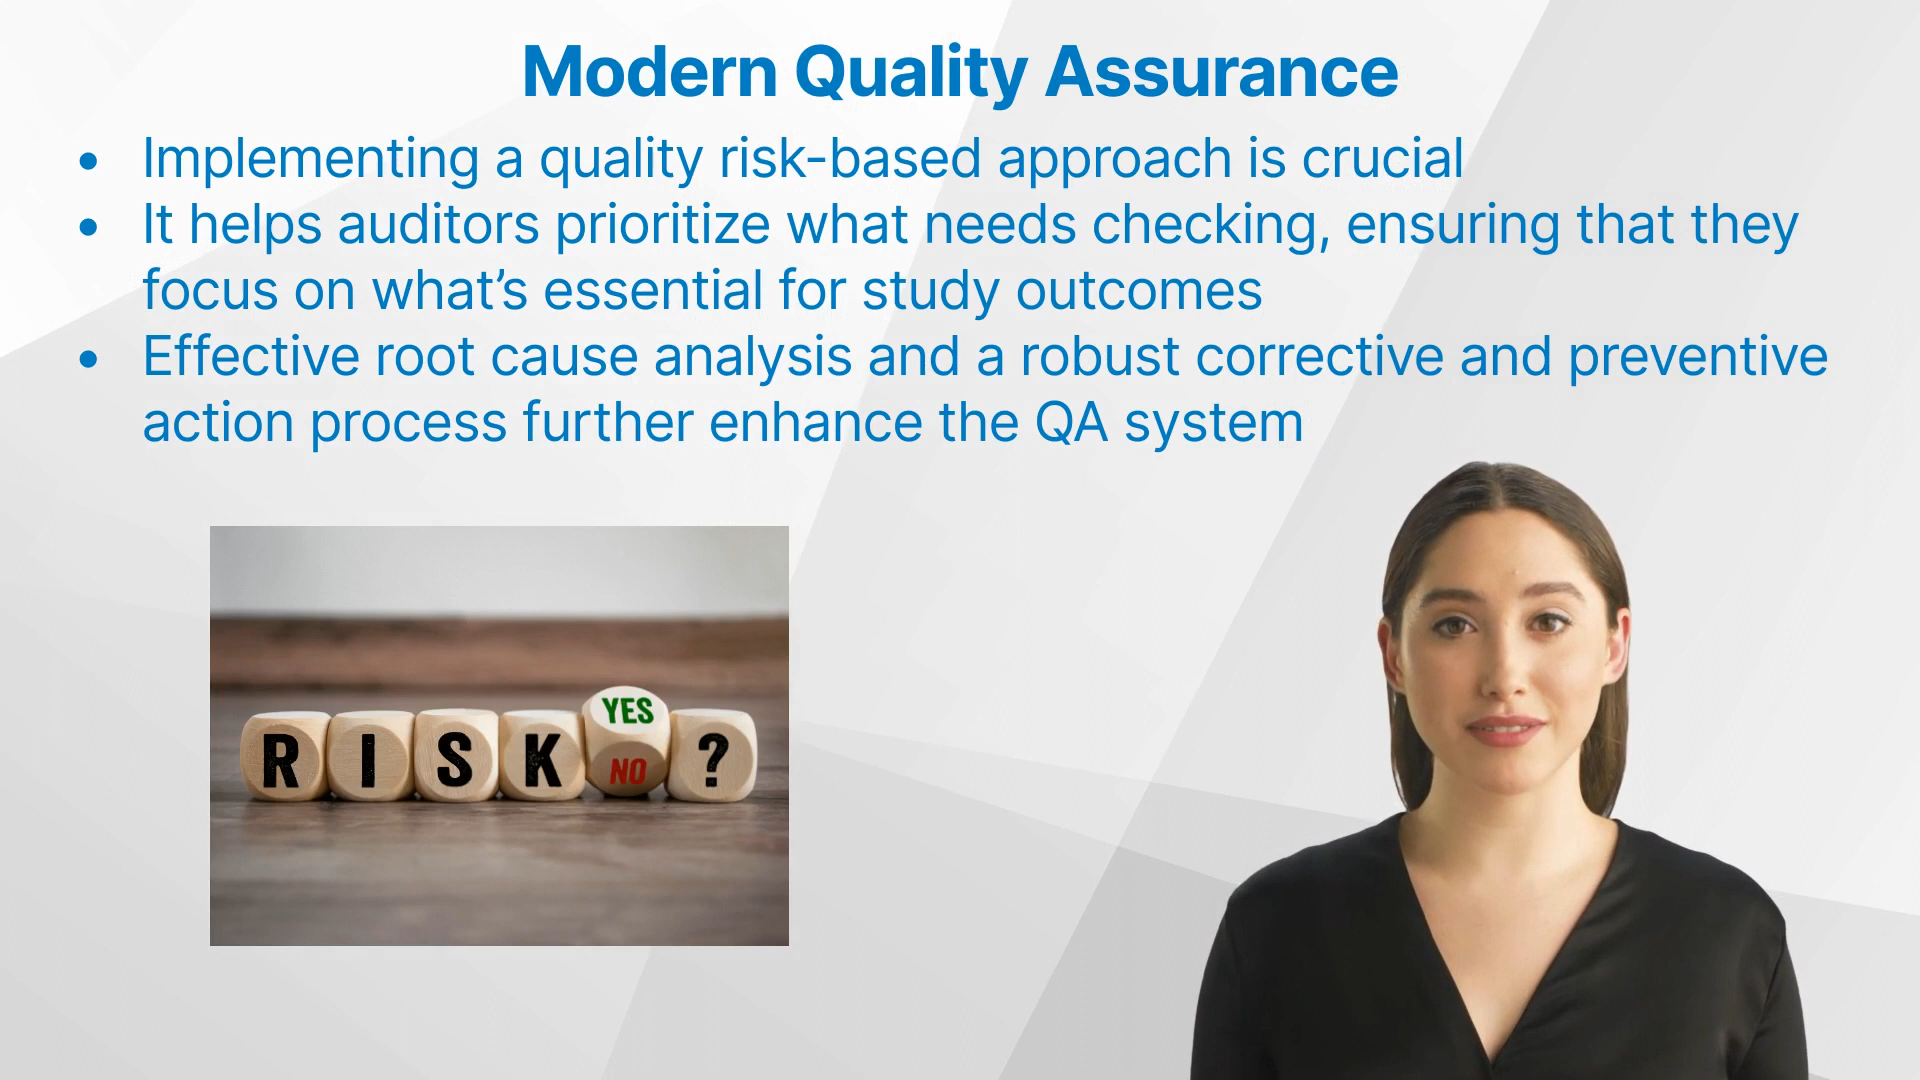 Modern Quality Assurance
• Implementing a quality risk-based approach is crucial
• It helps auditors prioritize what needs checking, ensuring that they
focus on what’s essential for study outcomes
• Effective root cause analysis and a robust corrective and preventive
action process further enhance the QA system
YES
RISK NO ?